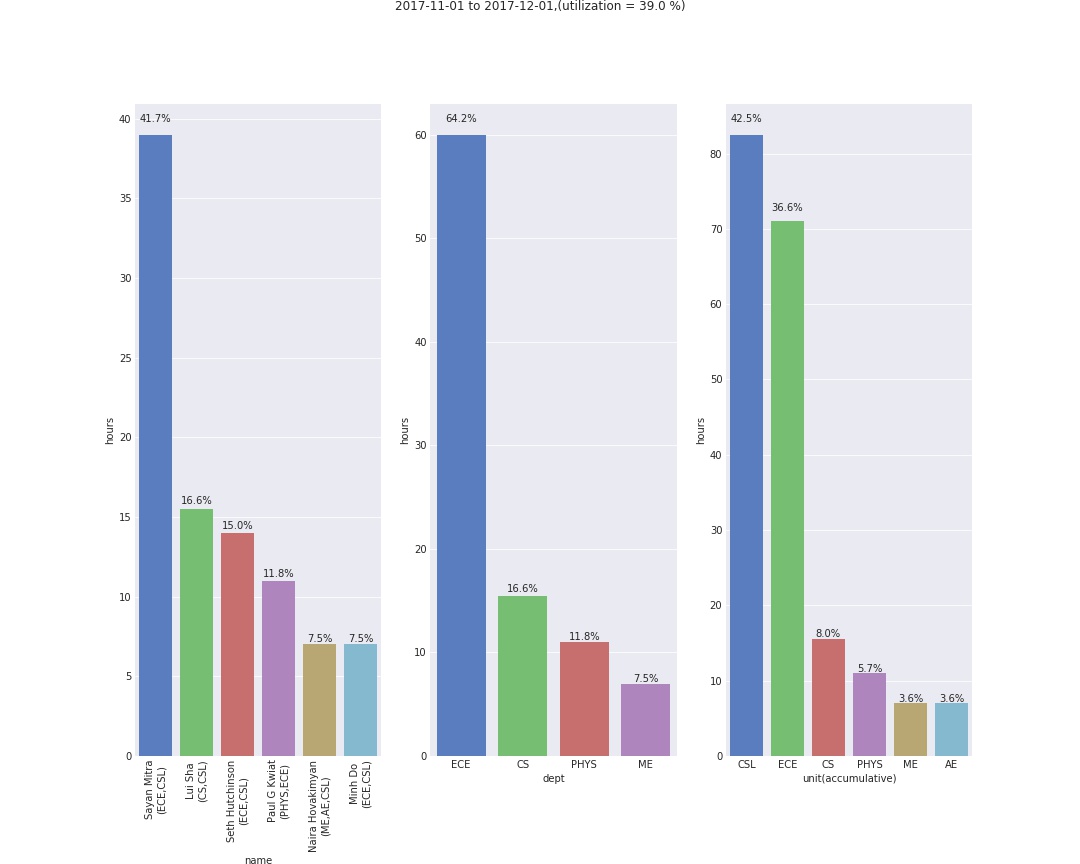 2017-11-01 to 2017-12-01,(utilization = 39.0 %)
hours
40
35
30
25
20
15
10
5
0
41.7%
16.6%
15.0%
11.8%
7.5%
7.5%
Sayan Mitra
(ECE,CSL)
Lui Sha
(CS,CSL)
Seth Hutchinson
(ECE,CSL)
Paul G Kwiat
(PHYS,ECE)
Naira Hovakimyan
(ME,AE,CSL)
Minh Do
(ECE,CSL)
name
hours
60
50
40
30
20
10
0
64.2%
16.6%
11.8%
7.5%
ECE
CS
PHYS
ME
dept
hours
80
70
60
50
40
30
20
10
0
42.5%
36.6%
8.0%
5.7%
3.6%
3.6%
CSL
ECE
CS
PHYS
ME
AE
unit(accumulative)